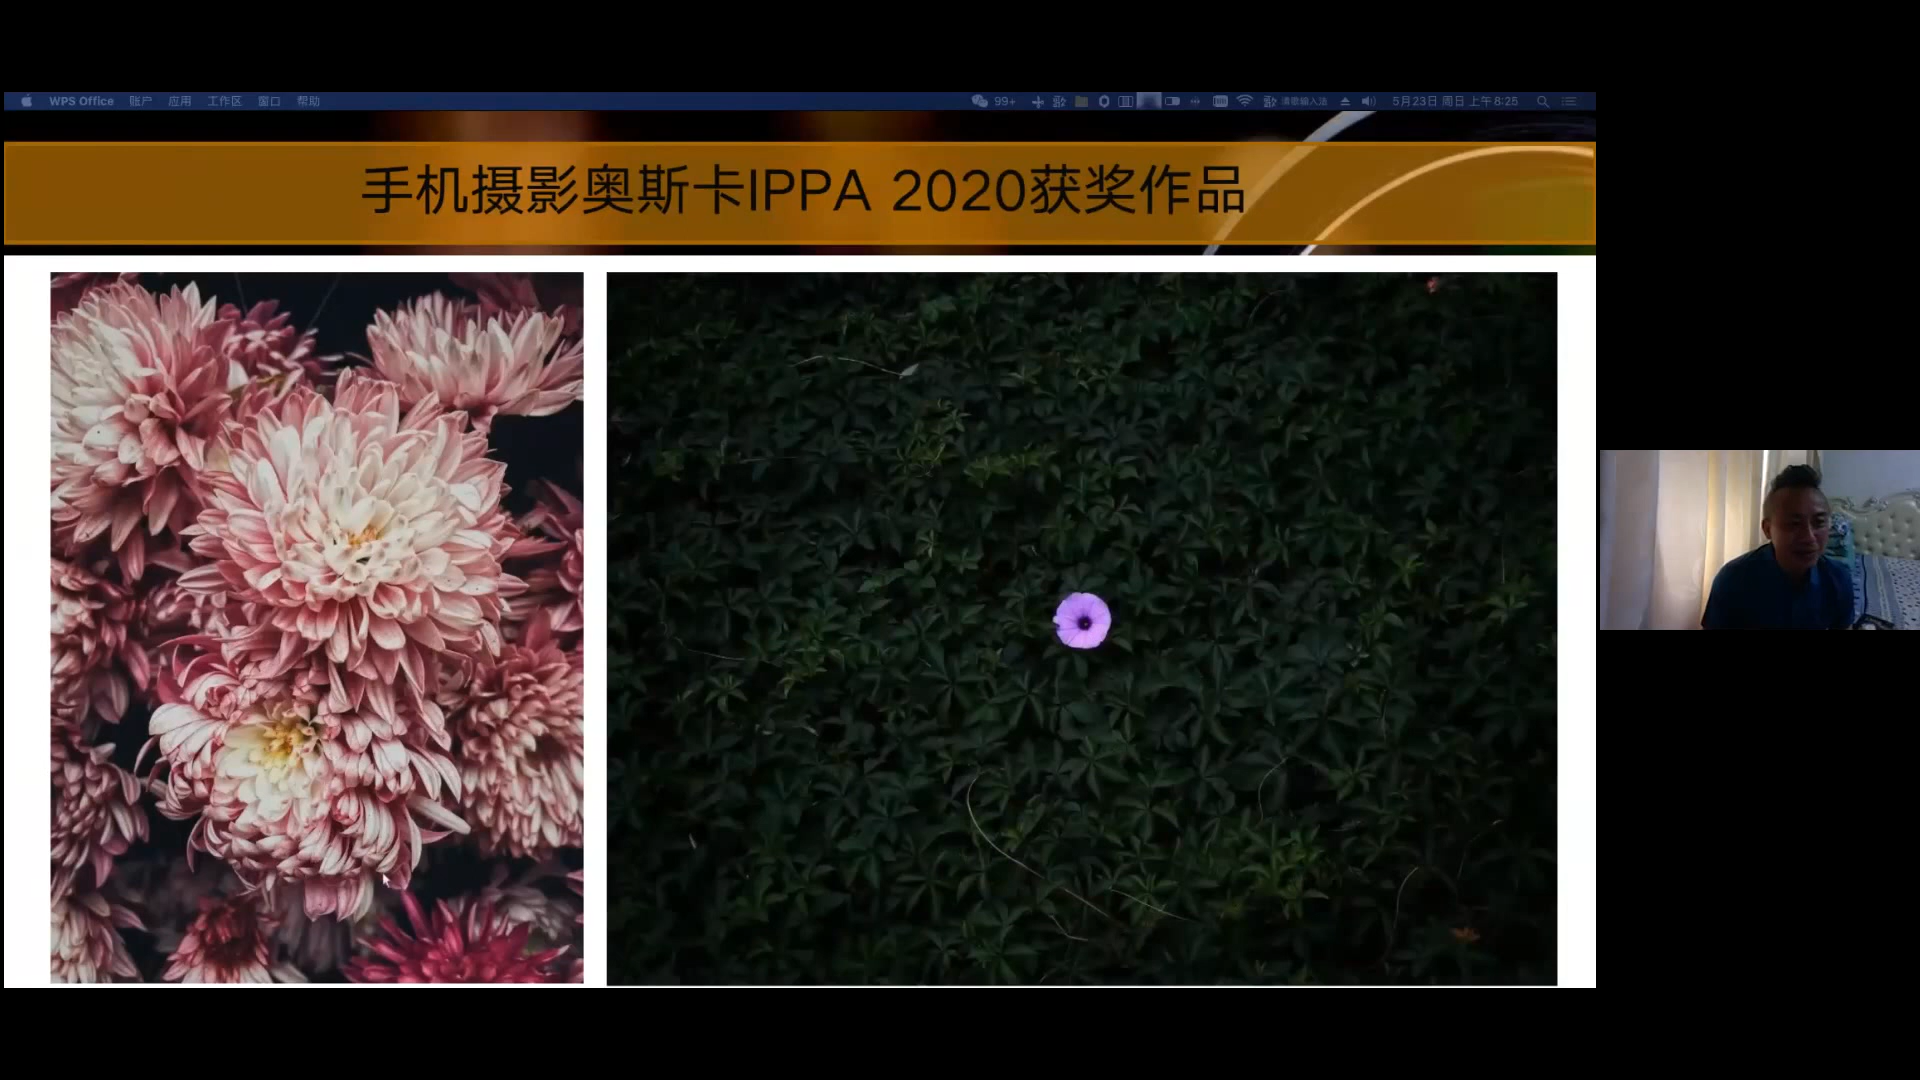 WPS Office 账户 应用 工作区 窗口 帮助 99+ 5月23日 周日 上午8:25
手机摄影奥斯卡IPPA 2020获奖作品